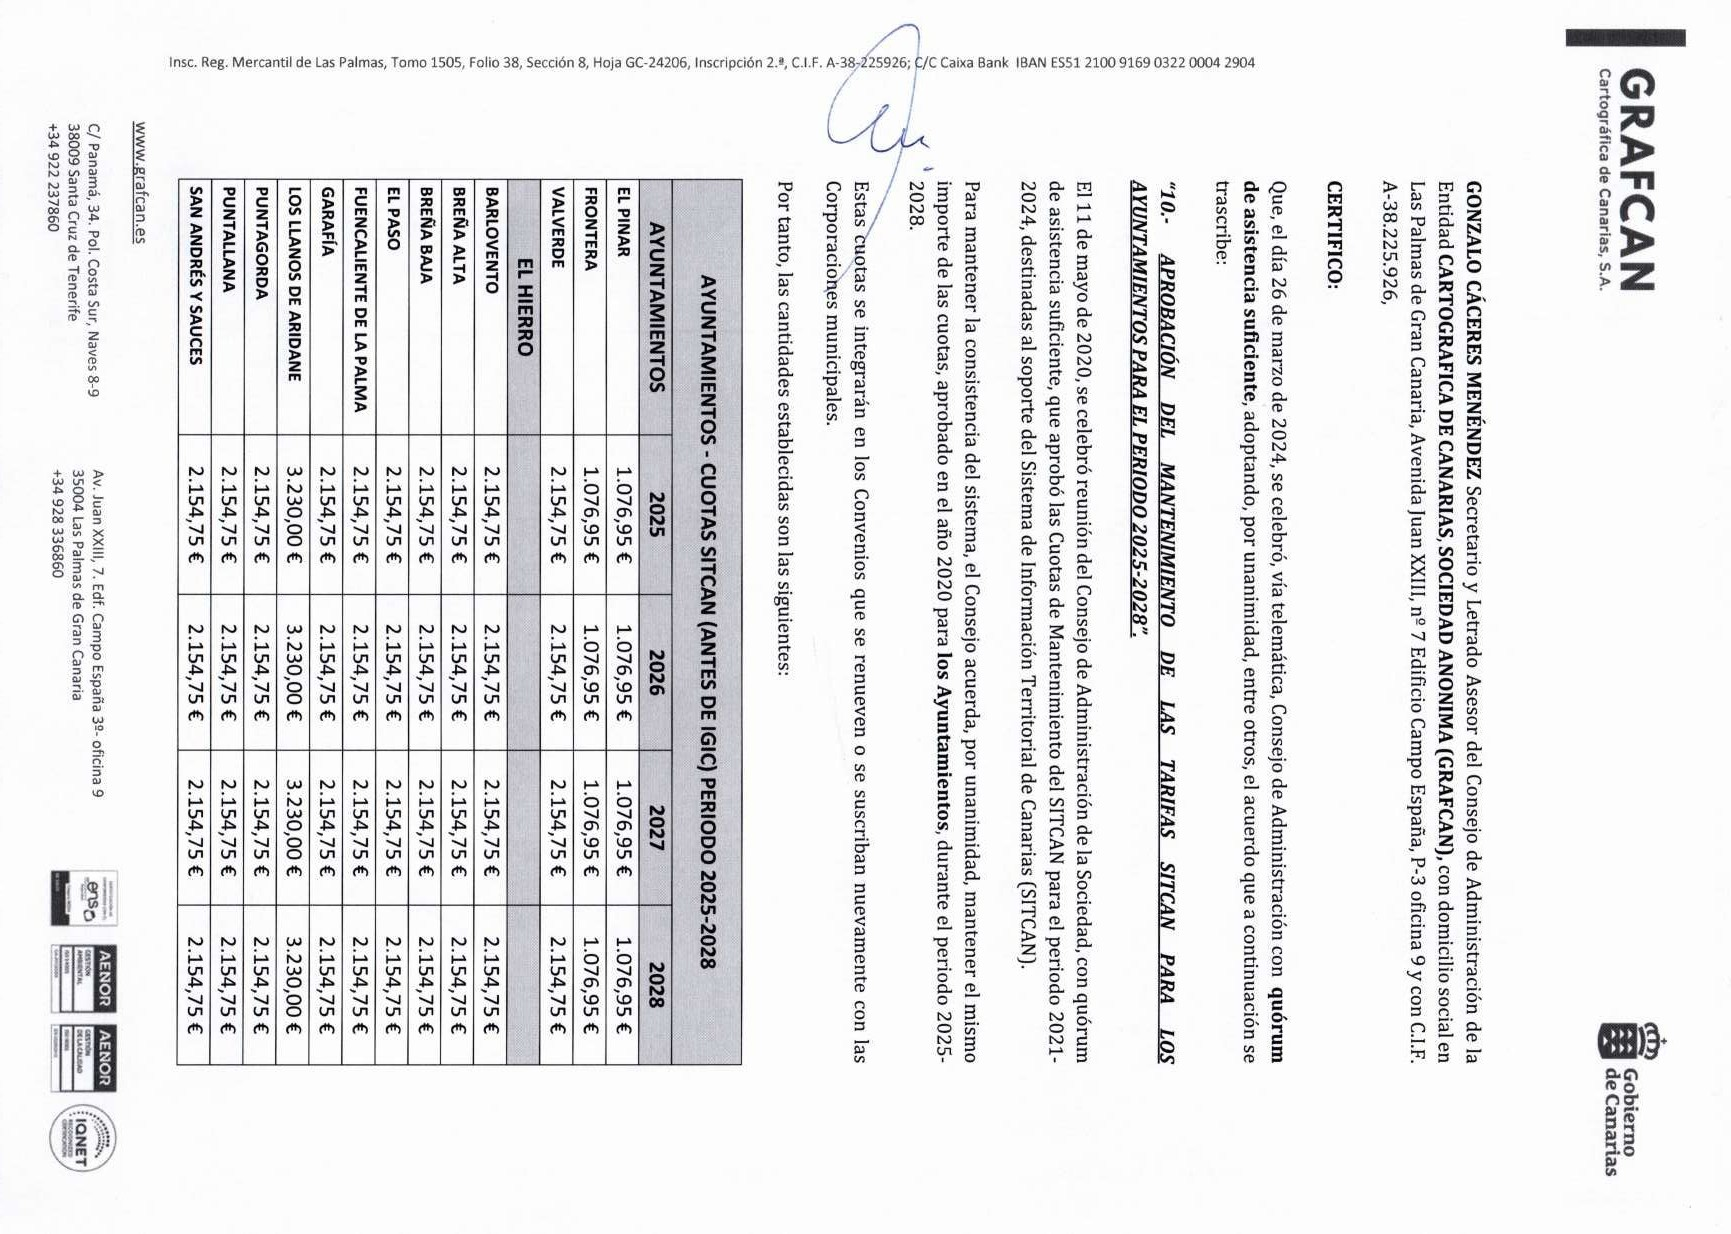 GRAFCAN
Cartográfica de Canarias, S.A.
Gobierno
de Canarias
GONZALO CÁCERES MENÉNDEZ Secretario y Letrado Asesor del Consejo de Administración de la
Entidad CARTOGRAFICA DE CANARIAS, SOCIEDAD ANONIMA (GRAFCAN), con domicilio social en
Las Palmas de Gran Canaria, Avenida Juan XXIII, nº 7 Edificio Campo España, P-3 oficina 9 y con C.I.F.
A-38.225.926,
CERTIFICO:
Que, el día 26 de marzo de 2024, se celebró, vía telemática, Consejo de Administración con quórum
de asistencia suficiente, adoptando, por unanimidad, entre otros, el acuerdo que a continuación se
trascribe:
“10.- APROBACIÓN DEL MANTENIMIENTO DE LAS TARIFAS SITCAN PARA LOS
AYUNTAMIENTOS PARA EL PERIODO 2025-2028”.
El 11 de mayo de 2020, se celebró reunión del Consejo de Administración de la Sociedad, con quórum
de asistencia suficiente, que aprobó las Cuotas de Mantenimiento del SITCAN para el periodo 2021-
2024, destinadas al soporte del Sistema de Información Territorial de Canarias (SITCAN).
Para mantener la consistencia del sistema, el Consejo acuerda, por unanimidad, mantener el mismo
importe de las cuotas, aprobado en el año 2020 para los Ayuntamientos, durante el periodo 2025-
2028.
Estas cuotas se integrarán en los Convenios que se renueven o se suscriban nuevamente con las
Corporaciones municipales.
Por tanto, las cantidades establecidas son las siguientes:
AYUNTAMIENTOS - CUOTAS SITCAN (ANTES DE IGIC) PERIODO 2025-2028
AYUNTAMIENTOS 2025 2026 2027 2028
EL PINAR 1.076,95 € 1.076,95 € 1.076,95 € 1.076,95 €
FRONTERA 1.076,95 € 1.076,95 € 1.076,95 € 1.076,95 €
VALVERDE 2.154,75 € 2.154,75 € 2.154,75 € 2.154,75 €
EL HIERRO
BARLOVENTO 2.154,75 € 2.154,75 € 2.154,75 € 2.154,75 €
BREÑA ALTA 2.154,75 € 2.154,75 € 2.154,75 € 2.154,75 €
BREÑA BAJA 2.154,75 € 2.154,75 € 2.154,75 € 2.154,75 €
EL PASO 2.154,75 € 2.154,75 € 2.154,75 € 2.154,75 €
FUENCALIENTE DE LA PALMA 2.154,75 € 2.154,75 € 2.154,75 € 2.154,75 €
GARAFÍA 2.154,75 € 2.154,75 € 2.154,75 € 2.154,75 €
LOS LLANOS DE ARIDANE 3.230,00 € 3.230,00 € 3.230,00 € 3.230,00 €
PUNTAGORDA 2.154,75 € 2.154,75 € 2.154,75 € 2.154,75 €
PUNTALLANA 2.154,75 € 2.154,75 € 2.154,75 € 2.154,75 €
SAN ANDRÉS Y SAUCES 2.154,75 € 2.154,75 € 2.154,75 € 2.154,75 €
Insc. Reg. Mercantil de Las Palmas, Tomo 1505, Folio 38, Sección 8, Hoja GC-24206, Inscripción 2.ª, C.I.F. A-38-225926; C/C Caixa Bank IBAN ES51 2100 9169 0322 0004 2904
www.grafcan.es
C/ Panamá, 34. Pol. Costa Sur, Naves 8-9
38009 Santa Cruz de Tenerife
+34 922 237860
Av. Juan XXIII, 7. Edf. Campo España 3º- oficina 9
35004 Las Palmas de Gran Canaria
+34 928 336860
ens
AENOR
GESTIÓN
AMBIENTAL
AENOR
GESTIÓN
DE LA CALIDAD
IQNET